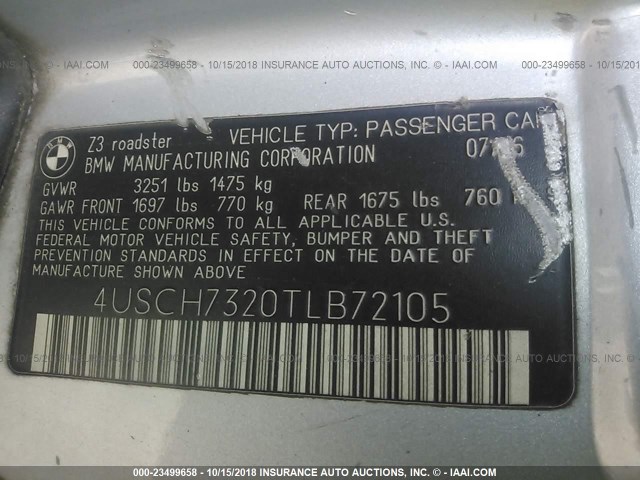 000-23499658 - 10/15/2018 INSURANCE AUTO AUCTIONS, INC. - IAAI.COM
BMW
Z3 roadster VEHICLE TYP: PASSENGER CAR
BMW MANUFACTURING CORPORATION
GVWR 3251 lbs 1475 kg
GAWR FRONT 1697 lbs 770 kg REAR 1675 lbs 760
THIS VEHICLE CONFORMS TO ALL APPLICABLE U.S.
FEDERAL MOTOR VEHICLE SAFETY, BUMPER AND THEFT
PREVENTION STANDARDS IN EFFECT ON THE DATE OF
MANUFACTURE SHOWN ABOVE.
4USCH7320TLB72105
000-23499658 - 10/15/2018 INSURANCE AUTO AUCTIONS, INC. - IAAI.COM